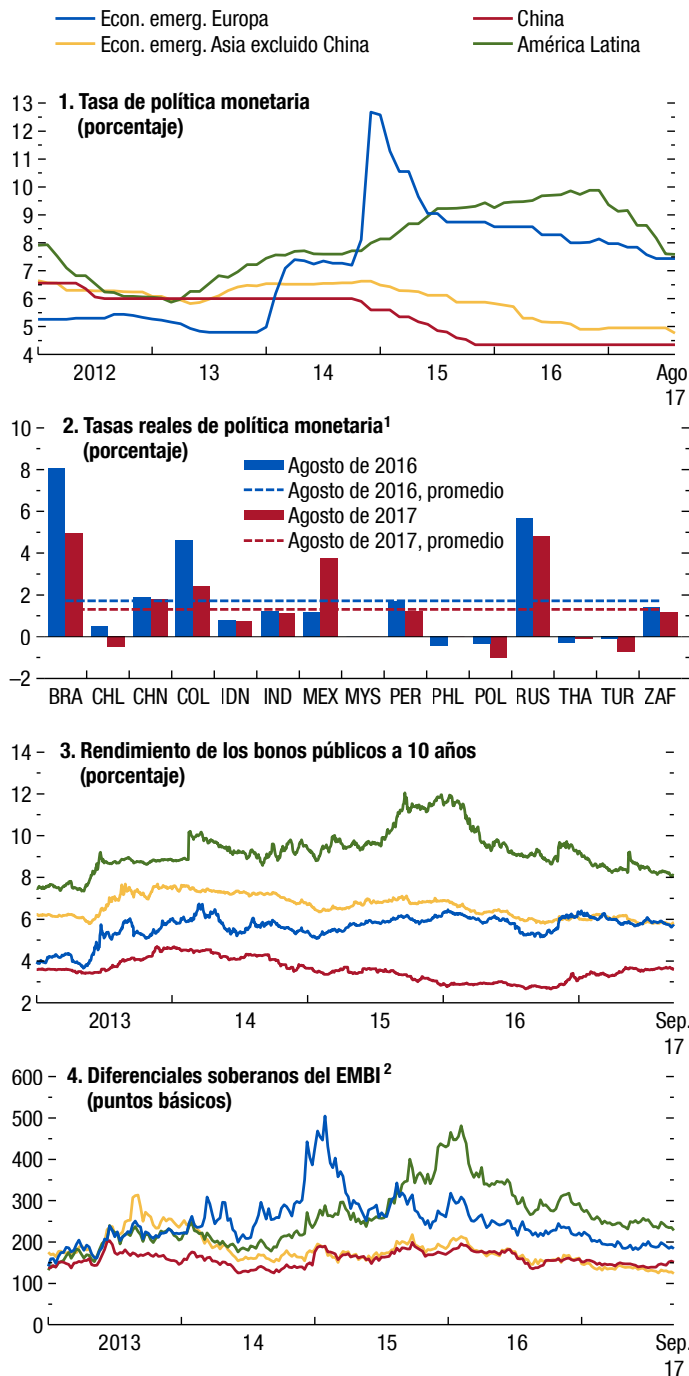 Econ. emerg. Europa
China
Econ. emerg. Asia excluido China
América Latina
1. Tasa de política monetaria
(porcentaje)
13
12
11
10
9
8
7
6
5
4
2012 13 14 15 16 Ago
17
2. Tasas reales de política monetaria¹
(porcentaje)
Agosto de 2016
Agosto de 2016, promedio
Agosto de 2017
Agosto de 2017, promedio
10
8
6
4
2
0
–2
BRA CHL CHN COL IDN IND MEX MYS PER PHL POL RUS THA TUR ZAF
3. Rendimiento de los bonos públicos a 10 años
(porcentaje)
14
12
10
8
6
4
2
2013 14 15 16 Sep.
17
4. Diferenciales soberanos del EMBI²
(puntos básicos)
600
500
400
300
200
100
0
2013 14 15 16 Sep.
17